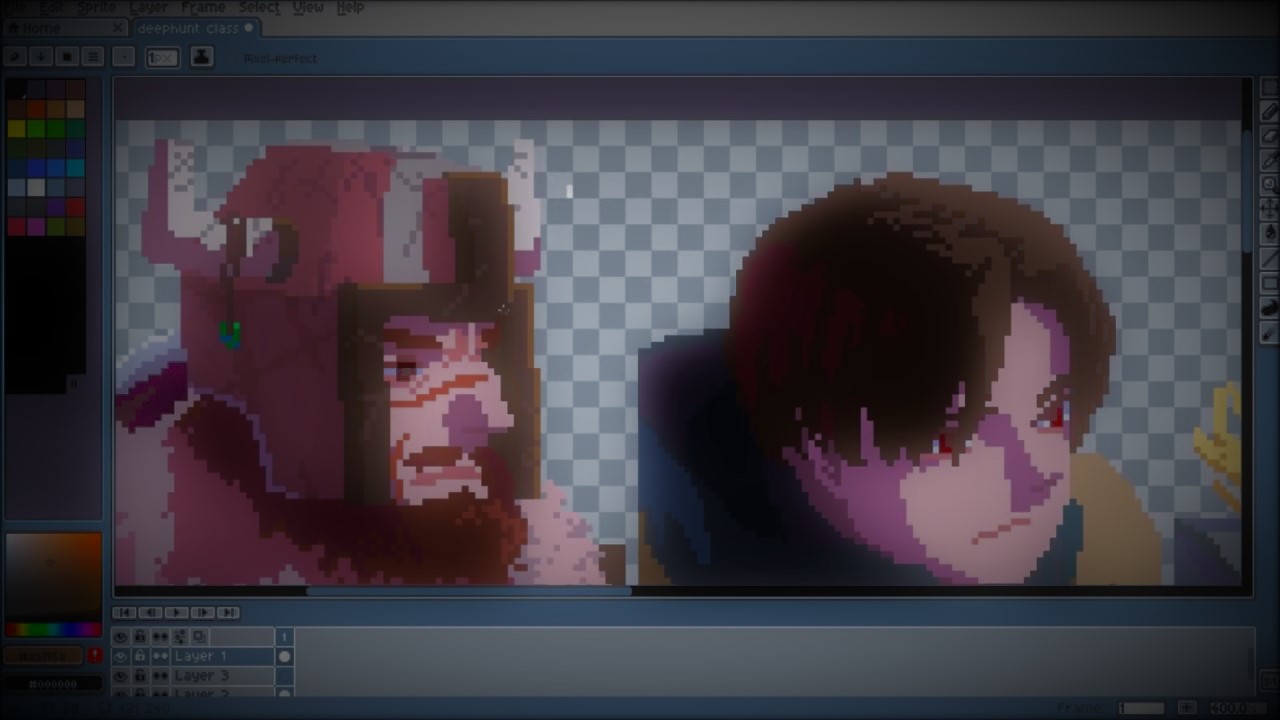 Edit Sprite Layer Frame Select View Help
Home
deephunt class
1px
Pixel-perfect
1
Layer 1
Layer 3
Layer 2
#000000
Frame: 1
400.0